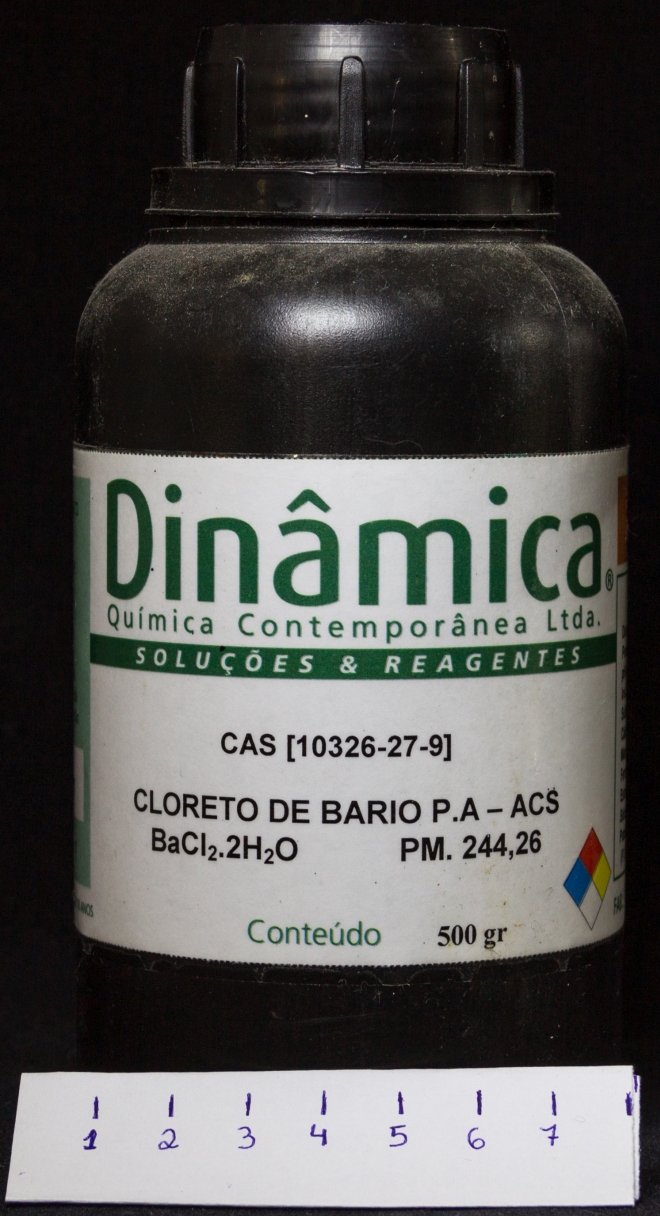 Dinâmica®
Química Contemporânea Ltda.
SOLUÇÕES & REAGENTES
CAS [10326-27-9]
CLORETO DE BARIO P.A – ACS
BaCl₂.2H₂O PM. 244,26
Conteúdo 500 gr
1 2 3 4 5 6 7